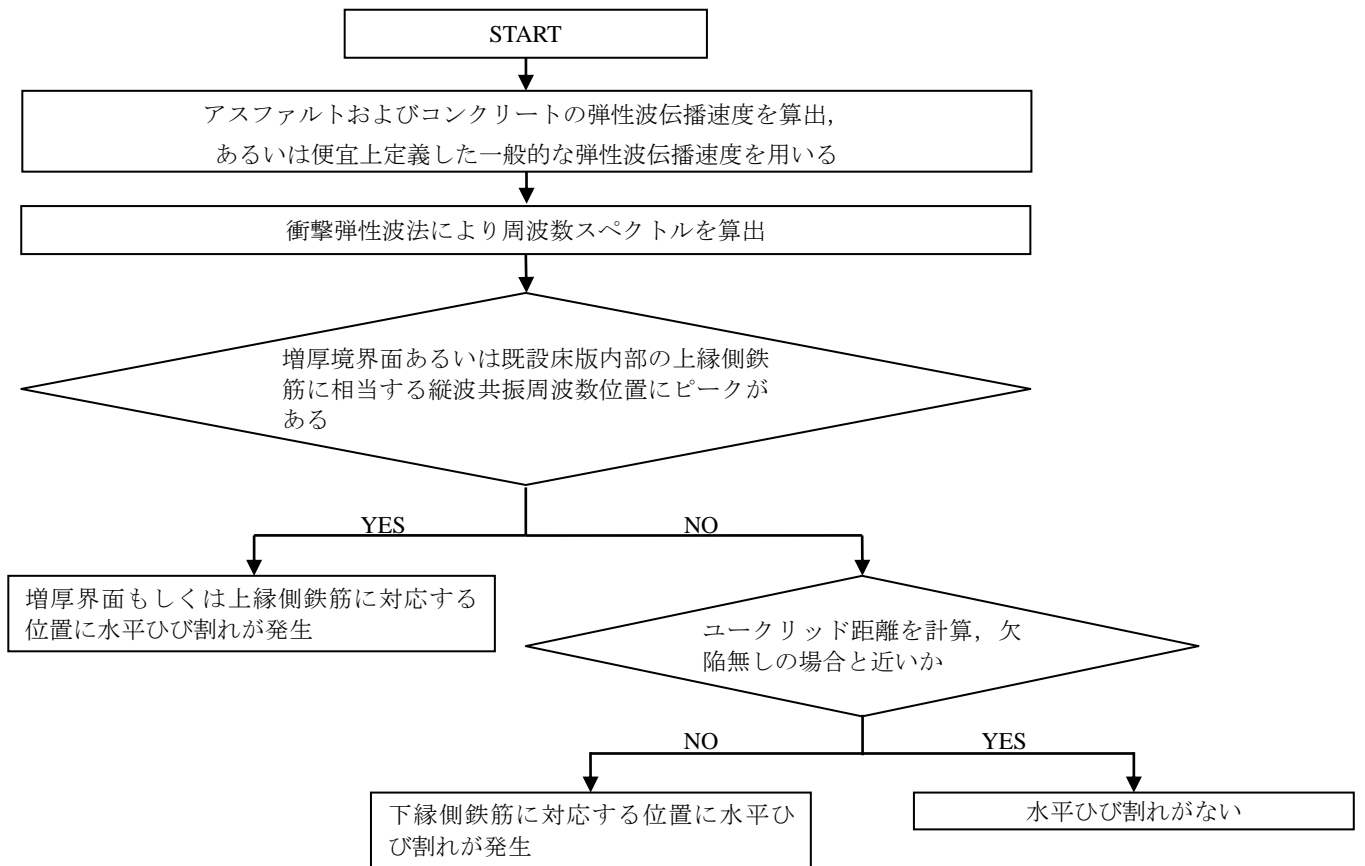 START
アスファルトおよびコンクリートの弾性波伝播速度を算出，
あるいは便宜上定義した一般的な弾性波伝播速度を用いる
衝撃弾性波法により周波数スペクトルを算出
増厚境界面あるいは既設床版内部の上縁側鉄
筋に相当する縦波共振周波数位置にピークが
ある
YES
NO
増厚界面もしくは上縁側鉄筋に対応する
位置に水平ひび割れが発生
ユークリッド距離を計算，欠
陥無しの場合と近いか
NO
YES
下縁側鉄筋に対応する位置に水平ひ
び割れが発生
水平ひび割れがない